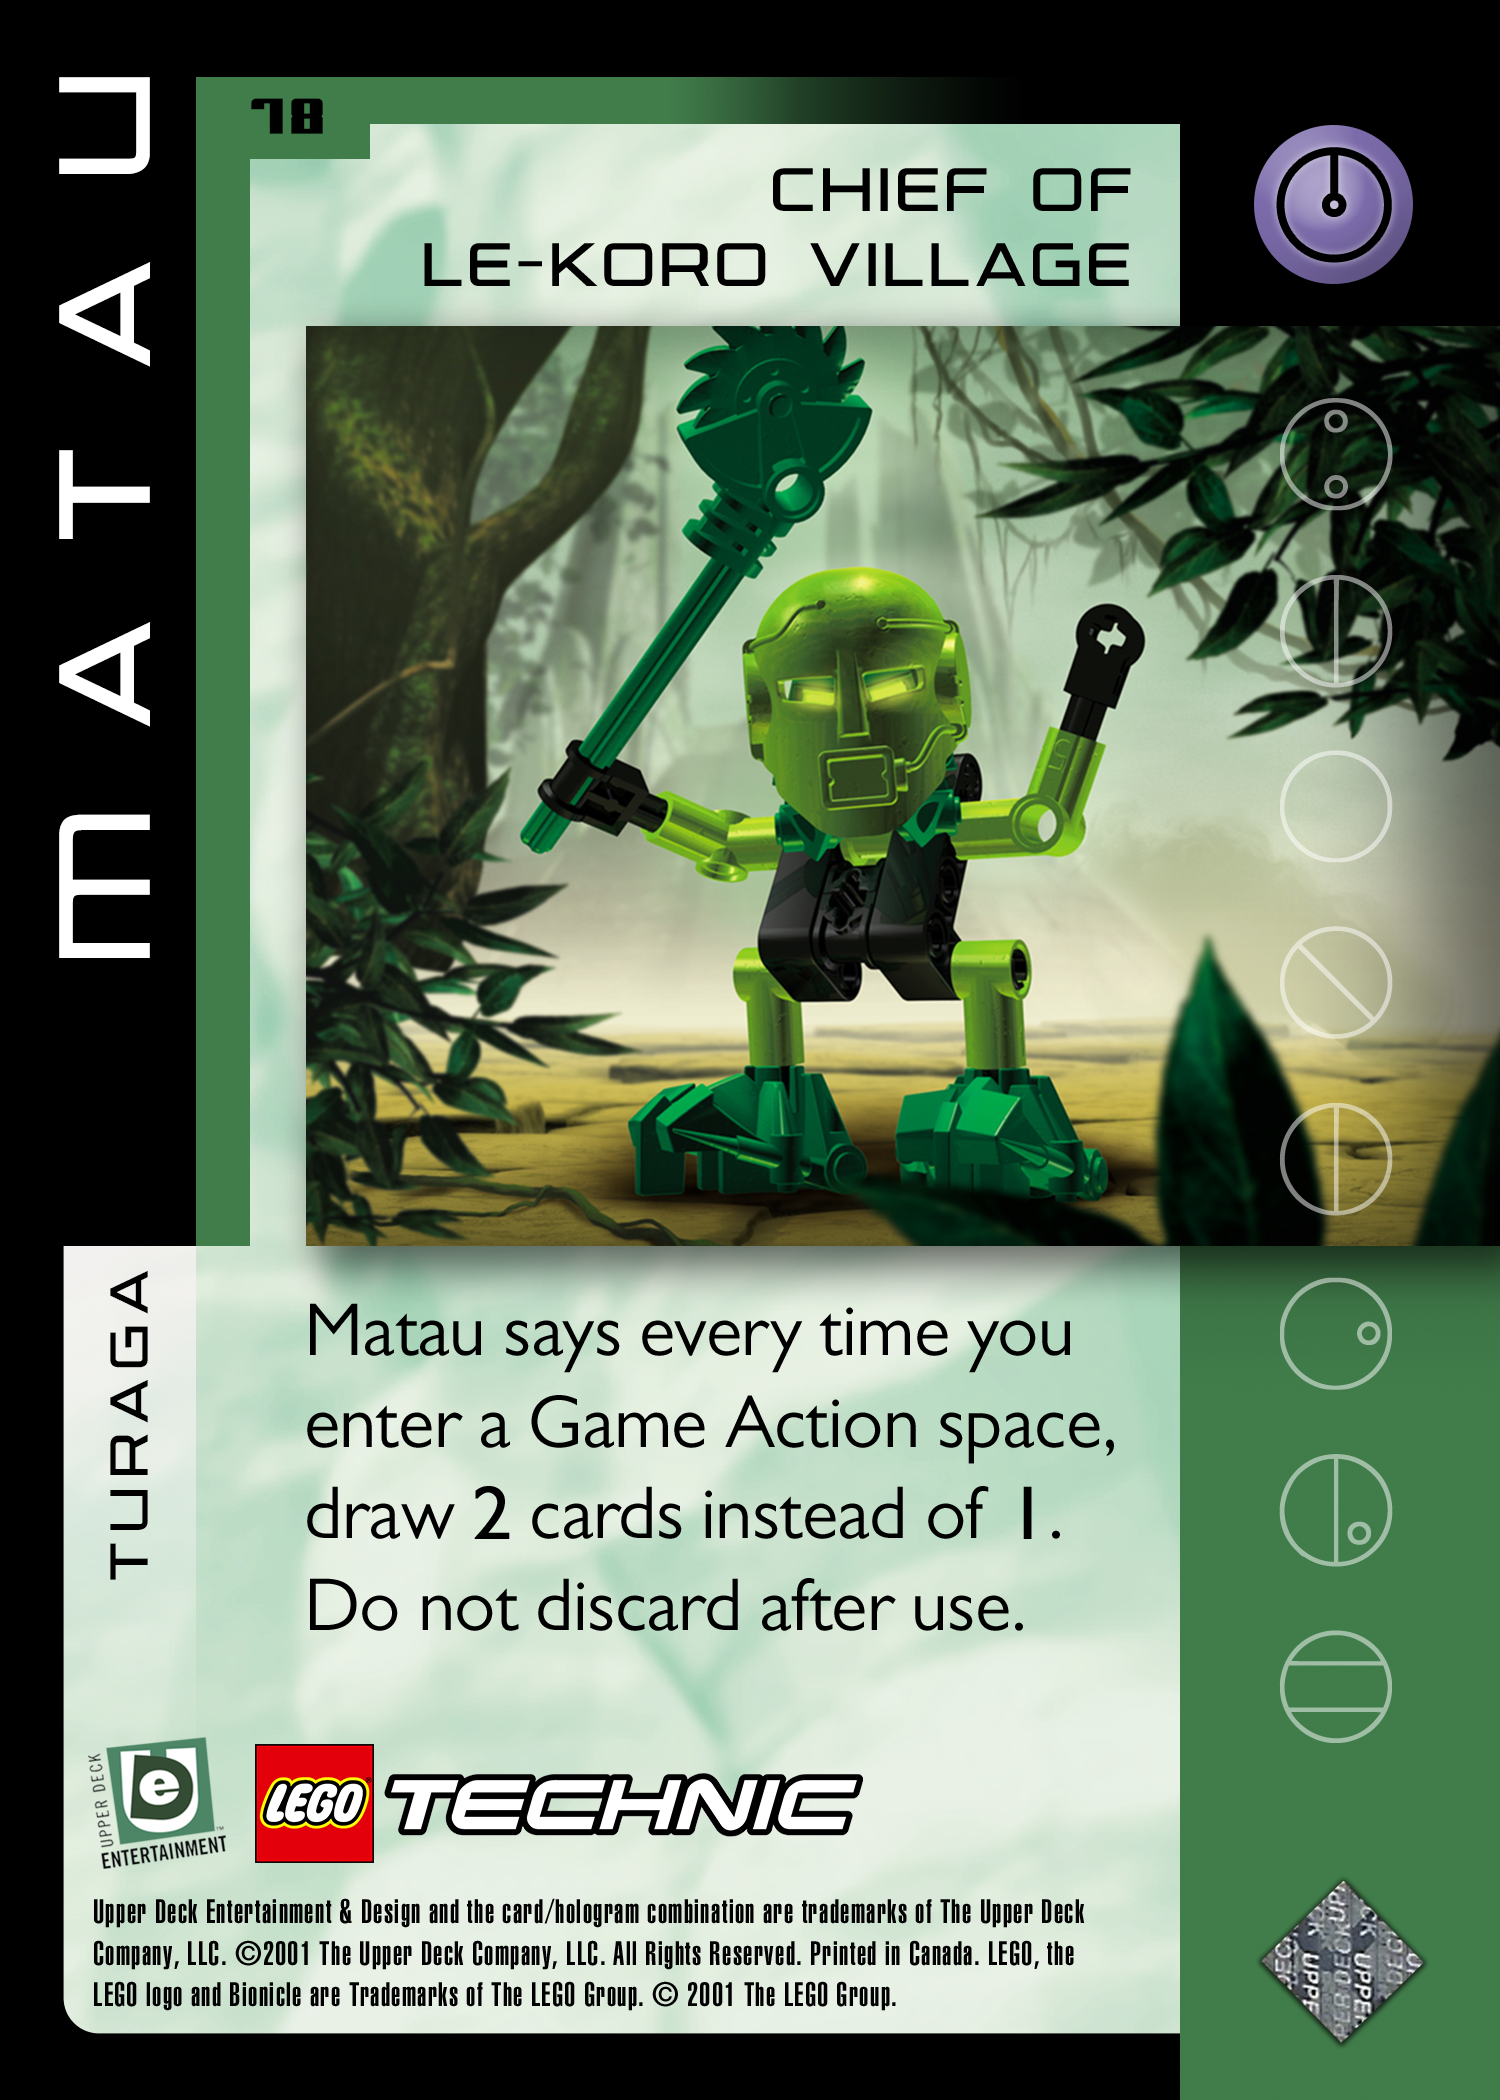 MATAU
78
CHIEF OF
LE-KORO VILLAGE
TURAGA
Matau says every time you
enter a Game Action space,
draw 2 cards instead of 1.
Do not discard after use.
UPPER DECK
e
ENTERTAINMENT
™
LEGO
TECHNIC
Upper Deck Entertainment & Design and the card/hologram combination are trademarks of The Upper Deck
Company, LLC. ©2001 The Upper Deck Company, LLC. All Rights Reserved. Printed in Canada. LEGO, the
LEGO logo and Bionicle are Trademarks of The LEGO Group. © 2001 The LEGO Group.